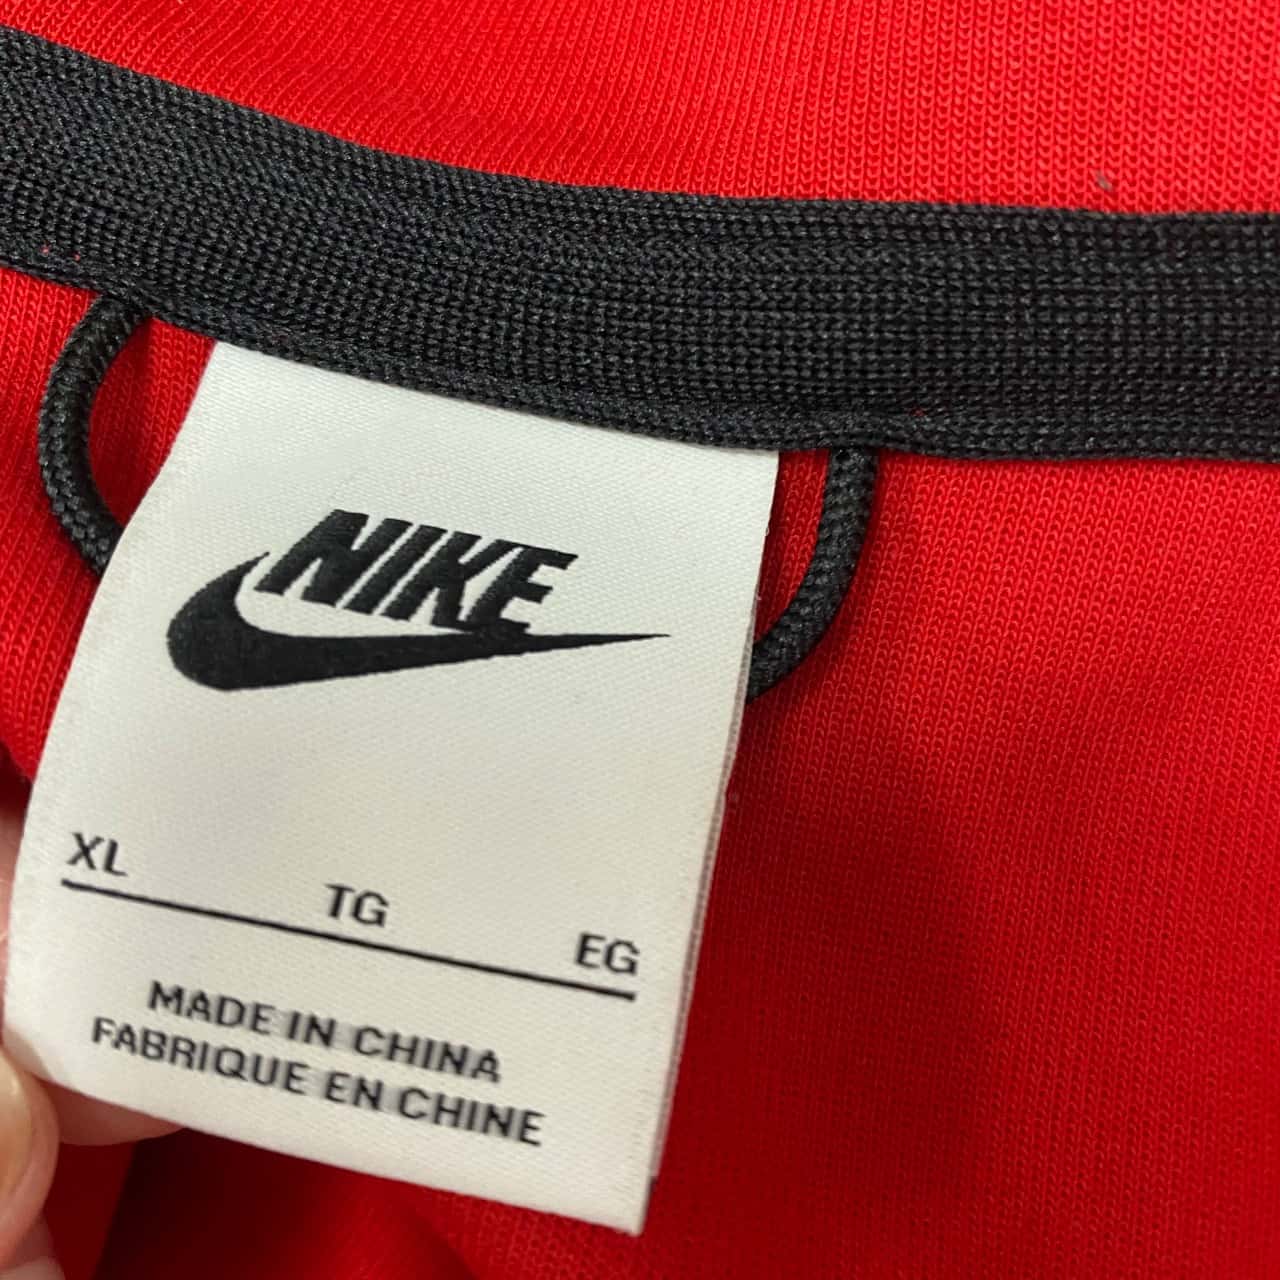 NIKE
XL TG EG
MADE IN CHINA
FABRIQUE EN CHINE